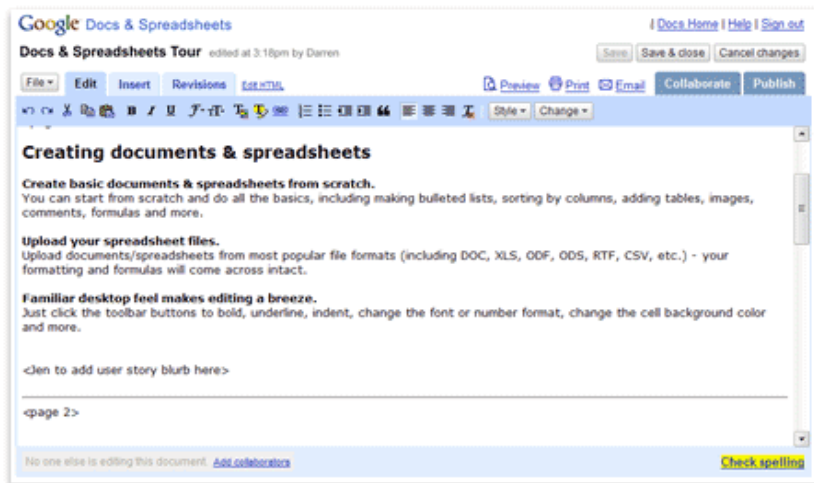 Google Docs & Spreadsheets
Docs Home | Help | Sign out
Docs & Spreadsheets Tour edited at 3:18pm by Darren
Save Save & close Cancel changes
File Edit Insert Revisions Edit HTML Preview Print Email Collaborate Publish
B I U Style Change
Creating documents & spreadsheets
Create basic documents & spreadsheets from scratch.
You can start from scratch and do all the basics, including making bulleted lists, sorting by columns, adding tables, images,
comments, formulas and more.
Upload your spreadsheet files.
Upload documents/spreadsheets from most popular file formats (including DOC, XLS, ODF, ODS, RTF, CSV, etc.) - your
formatting and formulas will come across intact.
Familiar desktop feel makes editing a breeze.
Just click the toolbar buttons to bold, underline, indent, change the font or number format, change the cell background color
and more.
<Jen to add user story blurb here>
<page 2>
No one else is editing this document. Add collaborators
Check spelling